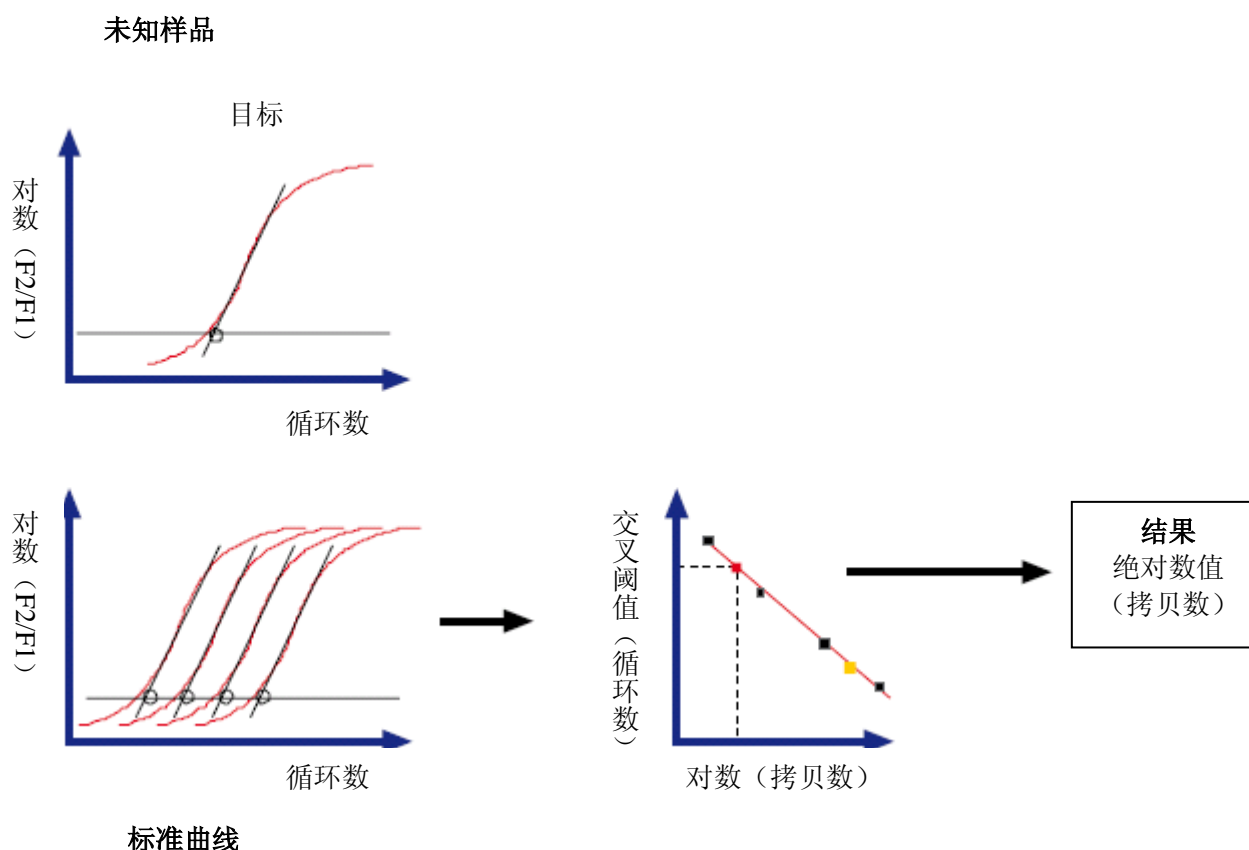 未知样品
目标
对数（F2/F1）
循环数
对数（F2/F1）
循环数
标准曲线
交叉阈值（循环数）
对数（拷贝数）
结果
绝对数值
（拷贝数）